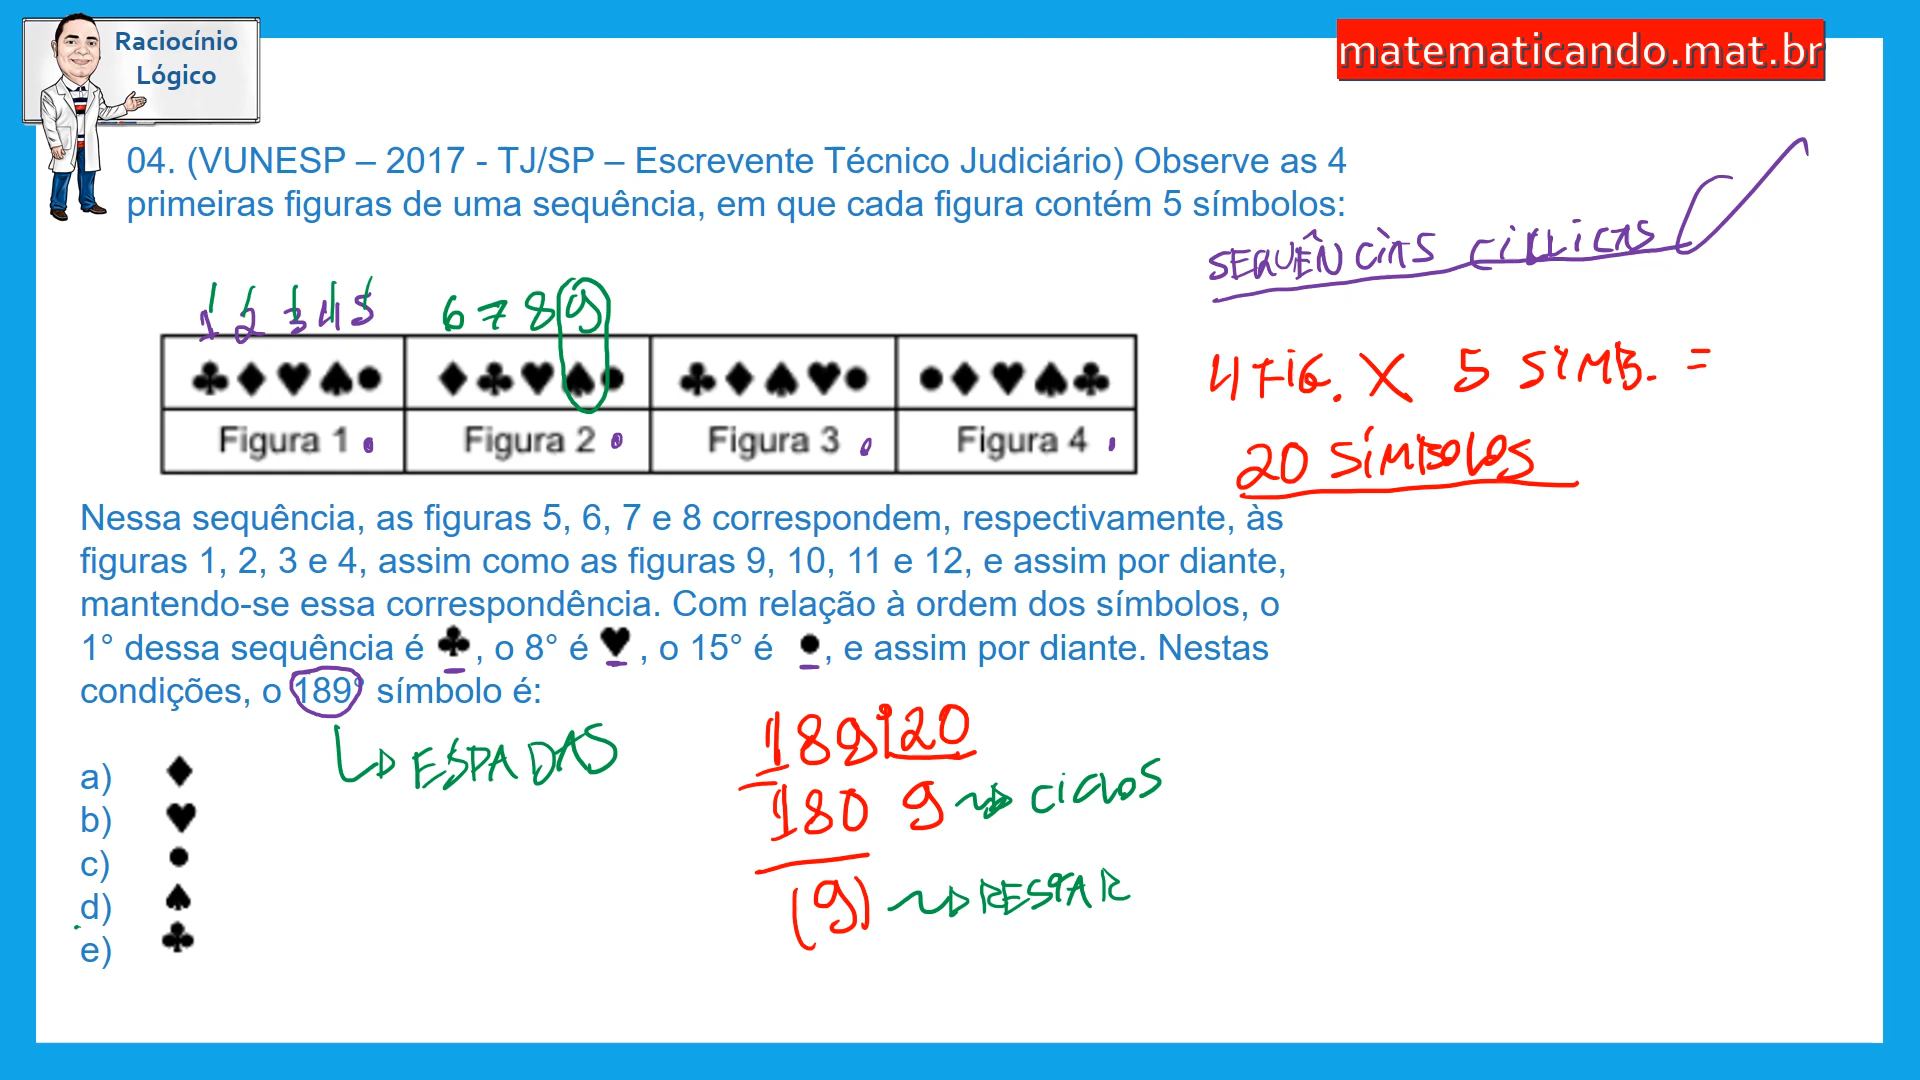 Raciocínio
Lógico
matematicando.mat.br
04. (VUNESP – 2017 - TJ/SP – Escrevente Técnico Judiciário) Observe as 4
primeiras figuras de uma sequência, em que cada figura contém 5 símbolos:
SEQUÊNCIAS CÍCLICAS
1 2 3 4 5 6 7 8 9
♣♦♥♠● ♦♣♥♠● ♣♦♠♥● ●♦♥♠♣
Figura 1 Figura 2 Figura 3 Figura 4
4 FIG. X 5 SIMB. =
20 SÍMBOLOS
Nessa sequência, as figuras 5, 6, 7 e 8 correspondem, respectivamente, às
figuras 1, 2, 3 e 4, assim como as figuras 9, 10, 11 e 12, e assim por diante,
mantendo-se essa correspondência. Com relação à ordem dos símbolos, o
1° dessa sequência é ♣, o 8° é ♥, o 15° é ●, e assim por diante. Nestas
condições, o 189° símbolo é:
ESPADAS
a) ♦
b) ♥
c) ●
d) ♠
e) ♣
189 20
- 180 9 CICLOS
(9) RESTAR